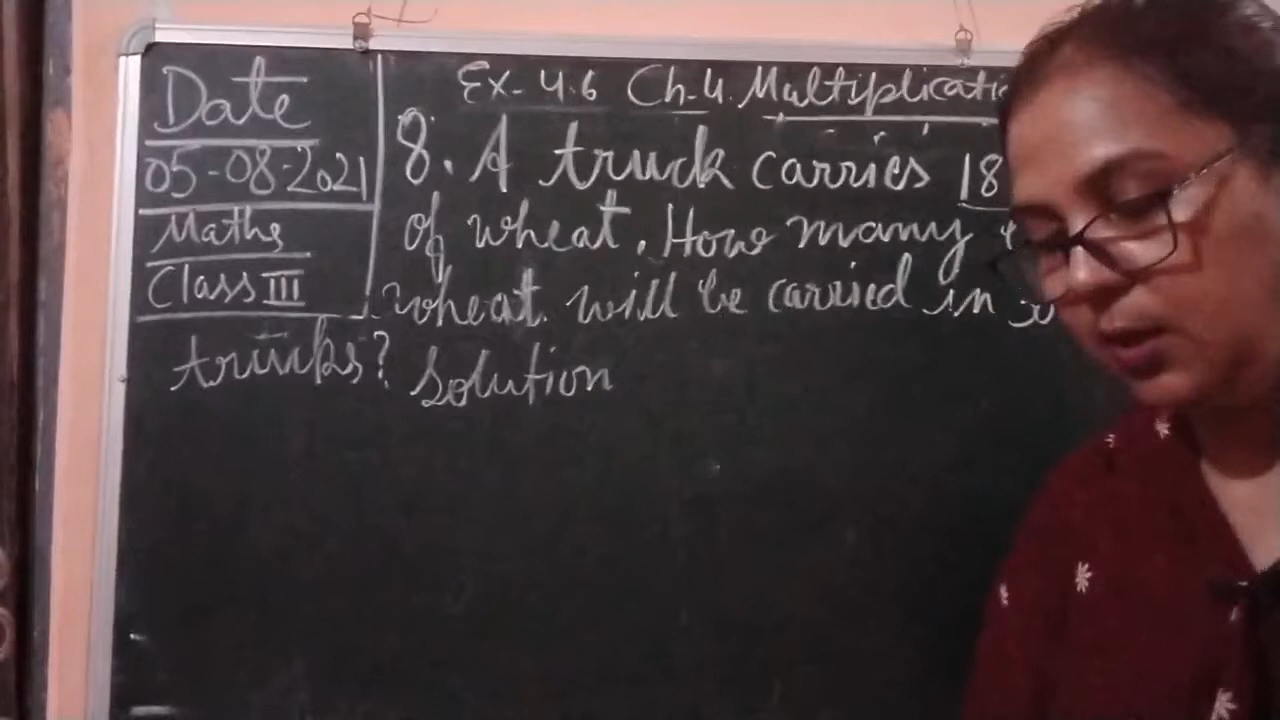 Date
05-08-2021
Maths
Class III
Ex- 4.6 Ch-4. Multiplicatio
8. A truck carries 18
of wheat. How many
wheat will be carried in
trucks? Solution